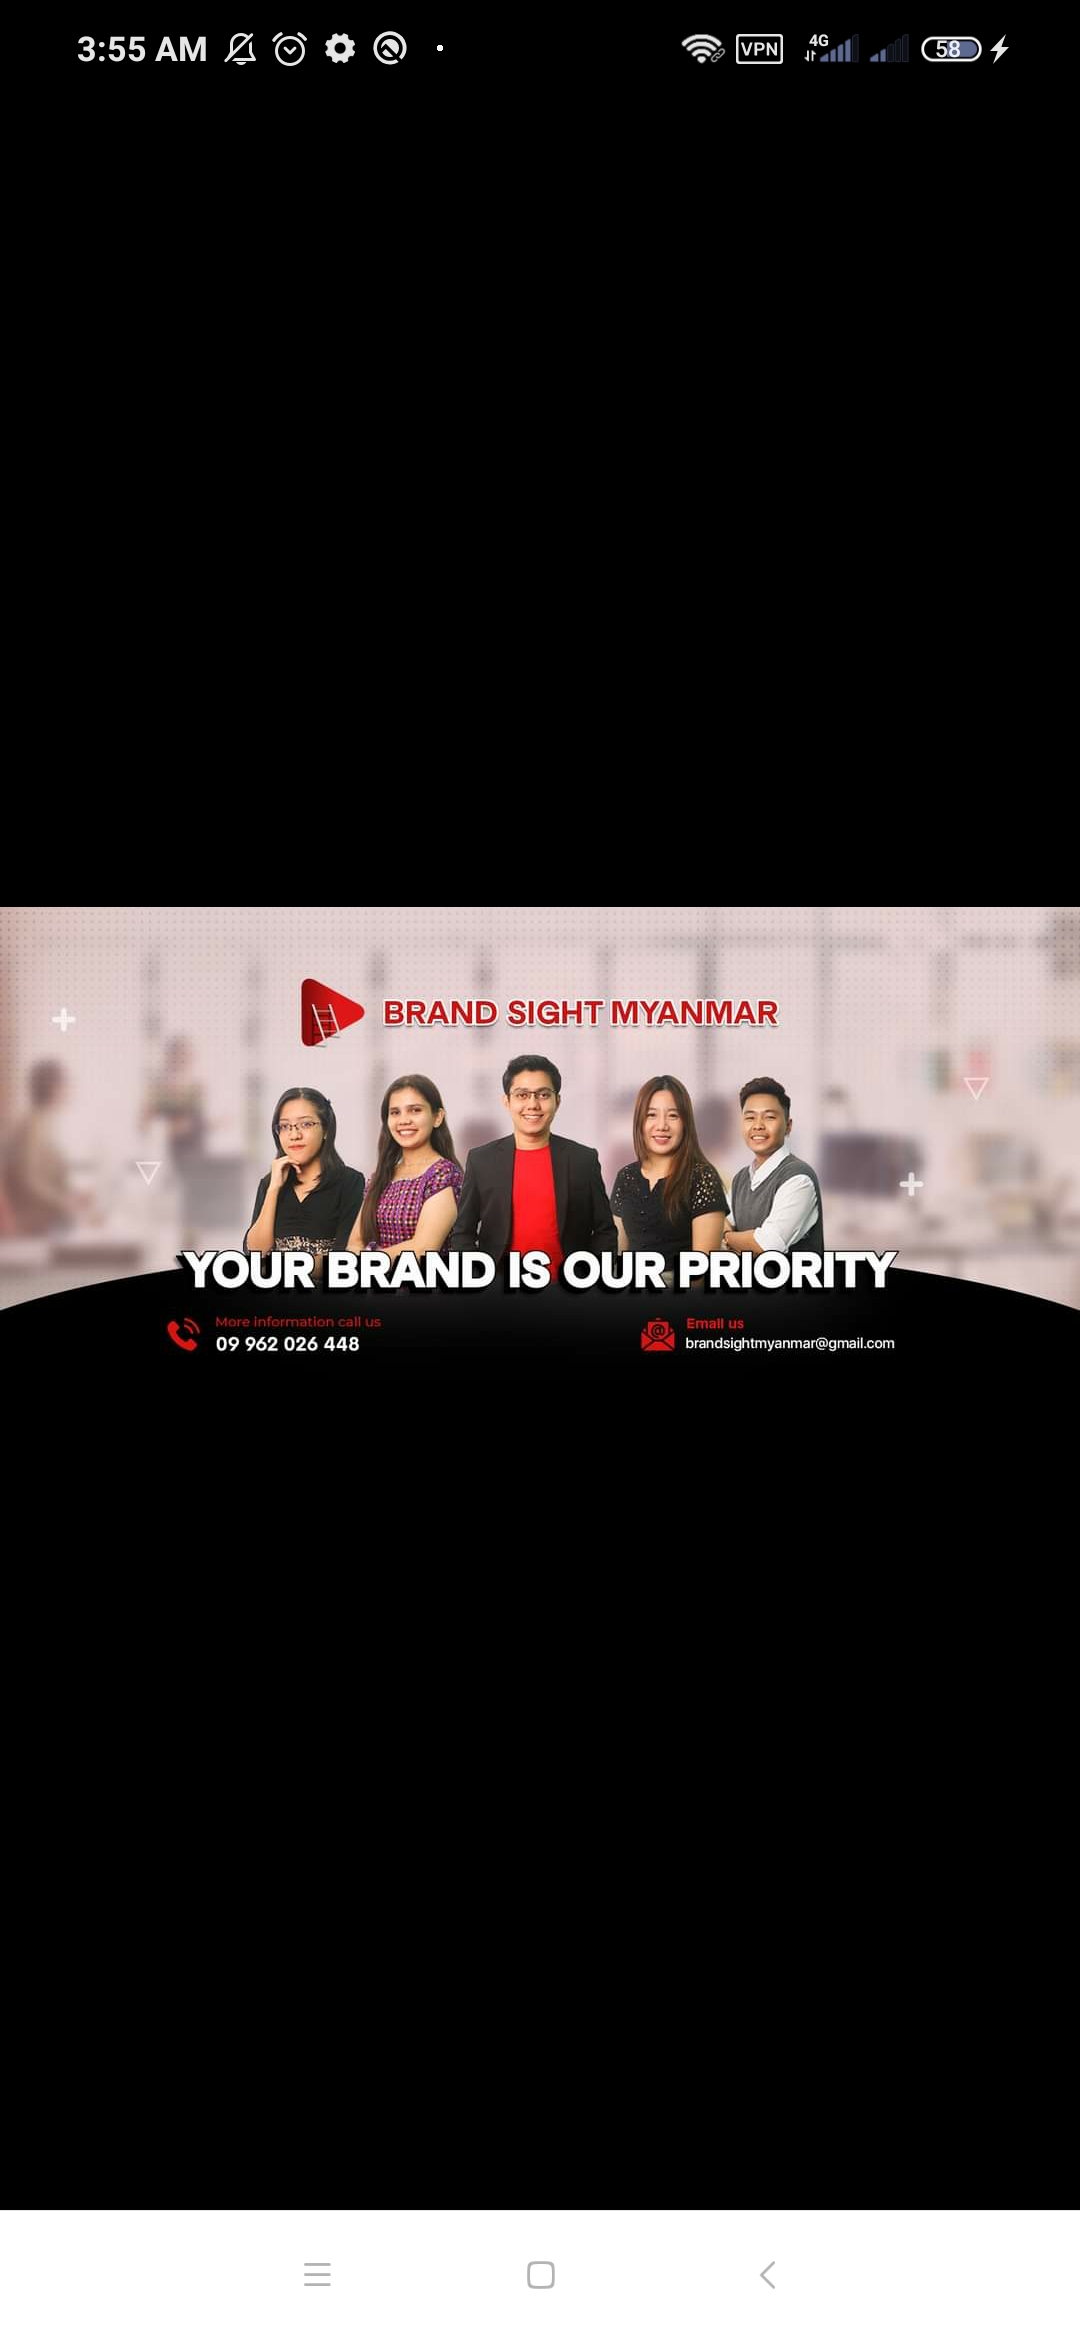 3:55 AM
VPN
4G
58
BRAND SIGHT MYANMAR
YOUR BRAND IS OUR PRIORITY
More information call us
09 962 026 448
Email us
brandsightmyanmar@gmail.com